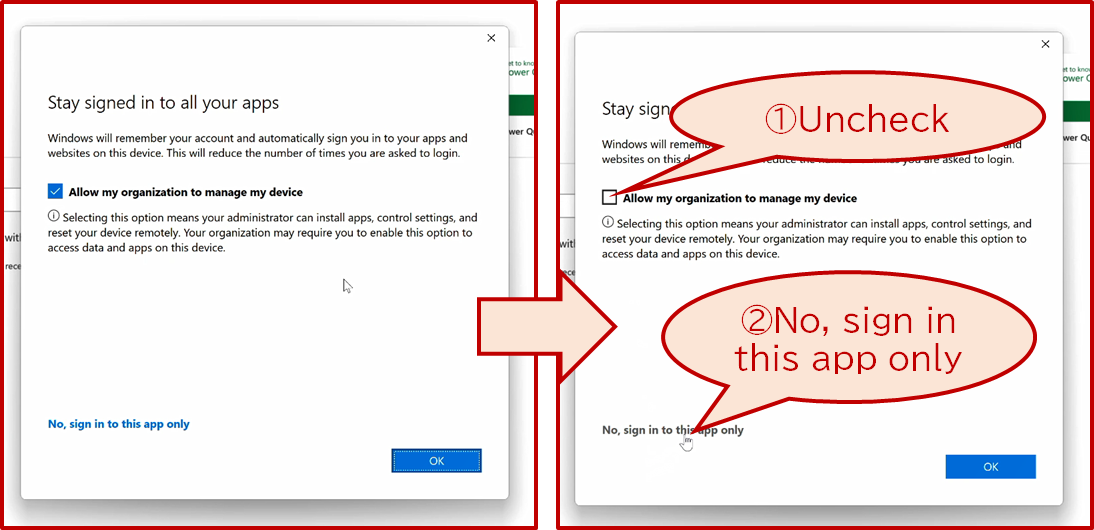 Stay signed in to all your apps
Windows will remember your account and automatically sign you in to your apps and
websites on this device. This will reduce the number of times you are asked to login.
Allow my organization to manage my device
Selecting this option means your administrator can install apps, control settings, and
reset your device remotely. Your organization may require you to enable this option to
access data and apps on this device.
No, sign in to this app only
OK
①Uncheck
Stay
Windows will
websites on this the number of times you are asked to login.
Allow my organization to manage my device
Selecting this option means your administrator can install apps, control settings, and
reset your device remotely. Your organization may require you to enable this option to
access data and apps on this device.
②No, sign in
this app only
No, sign in to this app only
OK